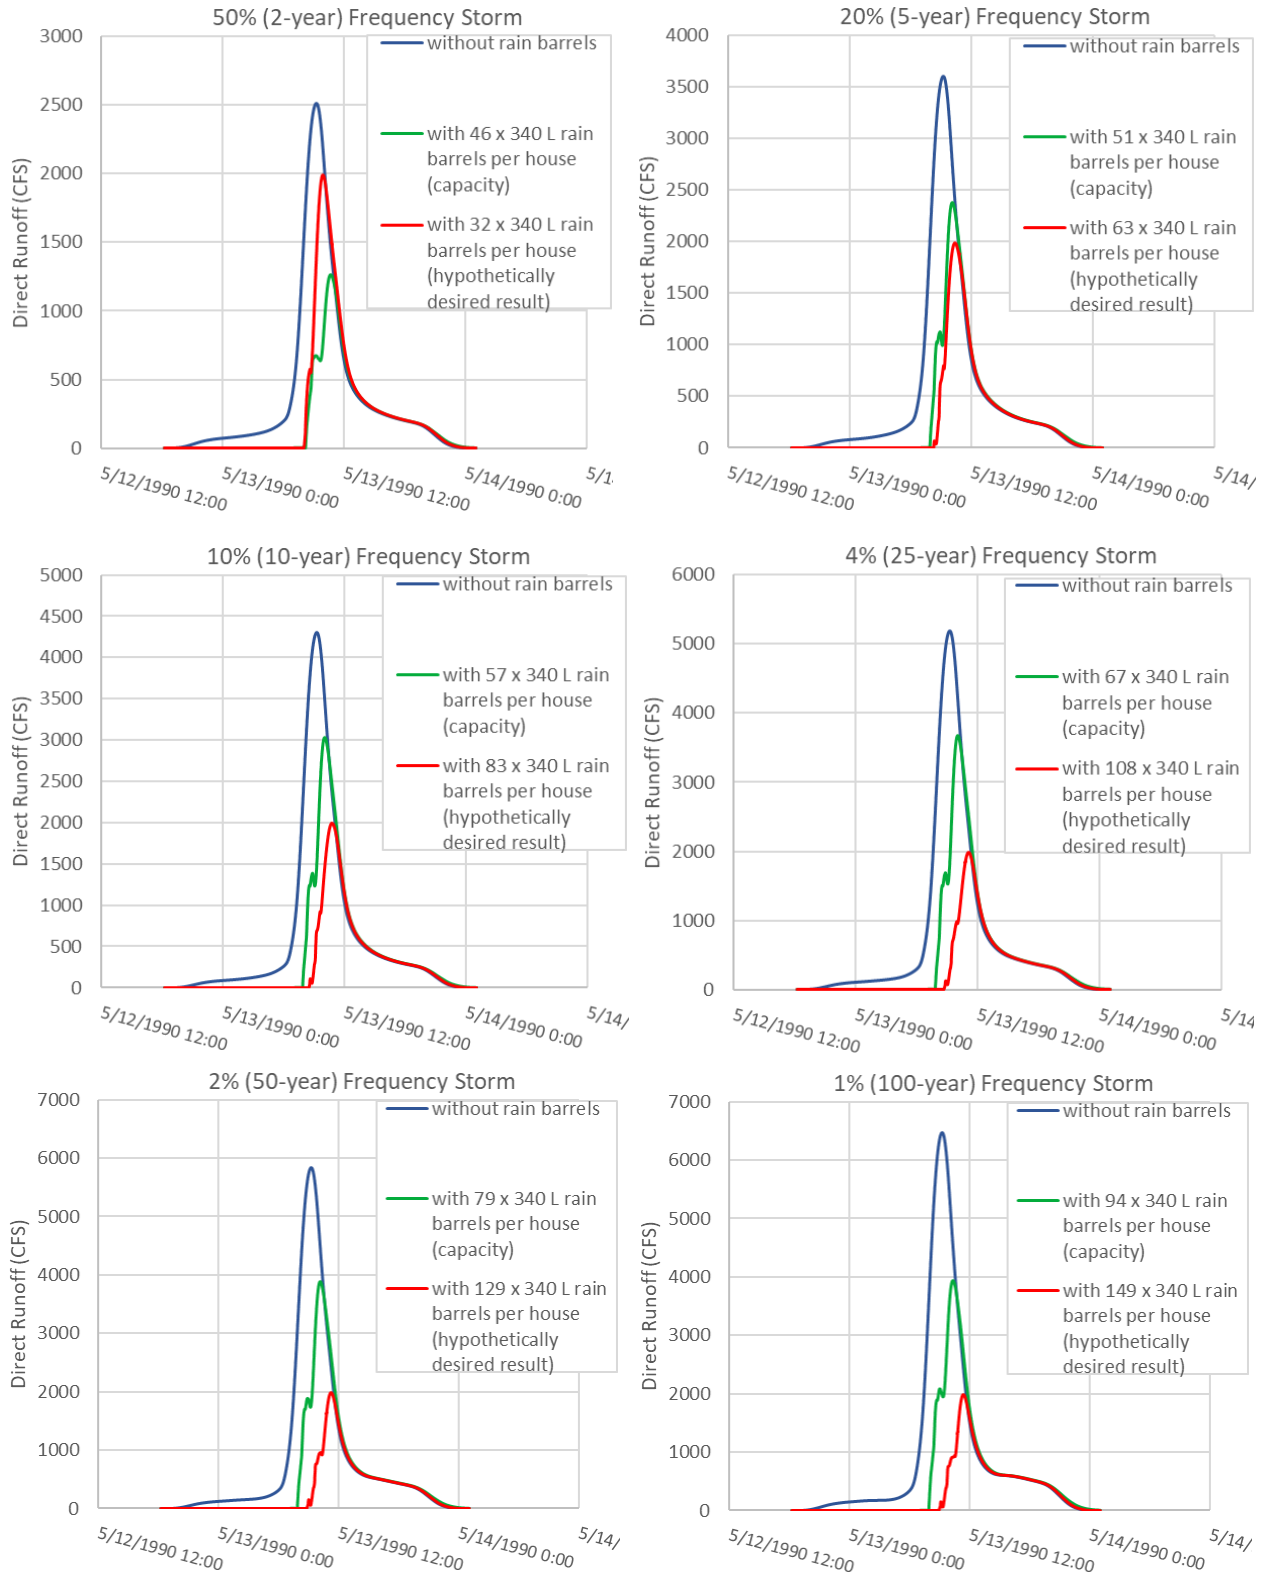 50% (2-year) Frequency Storm
3000
2500
2000
1500
1000
500
0
Direct Runoff (CFS)
without rain barrels
with 46 x 340 L rain
barrels per house
(capacity)
with 32 x 340 L rain
barrels per house
(hypothetically
desired result)
5/12/1990 12:00
5/13/1990 0:00
5/13/1990 12:00
5/14/1990 0:00
5/1
20% (5-year) Frequency Storm
4000
3500
3000
2500
2000
1500
1000
500
0
Direct Runoff (CFS)
without rain barrels
with 51 x 340 L rain
barrels per house
(capacity)
with 63 x 340 L rain
barrels per house
(hypothetically
desired result)
5/12/1990 12:00
5/13/1990 0:00
5/13/1990 12:00
5/14/1990 0:00
5/14/
10% (10-year) Frequency Storm
5000
4500
4000
3500
3000
2500
2000
1500
1000
500
0
Direct Runoff (CFS)
without rain barrels
with 57 x 340 L rain
barrels per house
(capacity)
with 83 x 340 L rain
barrels per house
(hypothetically
desired result)
5/12/1990 12:00
5/13/1990 0:00
5/13/1990 12:00
5/14/1990 0:00
5/14/
4% (25-year) Frequency Storm
6000
5000
4000
3000
2000
1000
0
Direct Runoff (CFS)
without rain barrels
with 67 x 340 L rain
barrels per house
(capacity)
with 108 x 340 L rain
barrels per house
(hypothetically
desired result)
5/12/1990 12:00
5/13/1990 0:00
5/13/1990 12:00
5/14/1990 0:00
5/14
2% (50-year) Frequency Storm
7000
6000
5000
4000
3000
2000
1000
0
Direct Runoff (CFS)
without rain barrels
with 79 x 340 L rain
barrels per house
(capacity)
with 129 x 340 L rain
barrels per house
(hypothetically
desired result)
5/12/1990 12:00
5/13/1990 0:00
5/13/1990 12:00
5/14/1990 0:00
5/14/
1% (100-year) Frequency Storm
7000
6000
5000
4000
3000
2000
1000
0
Direct Runoff (CFS)
without rain barrels
with 94 x 340 L rain
barrels per house
(capacity)
with 149 x 340 L rain
barrels per house
(hypothetically
desired result)
5/12/1990 12:00
5/13/1990 0:00
5/13/1990 12:00
5/14/1990 0:00
5/14/